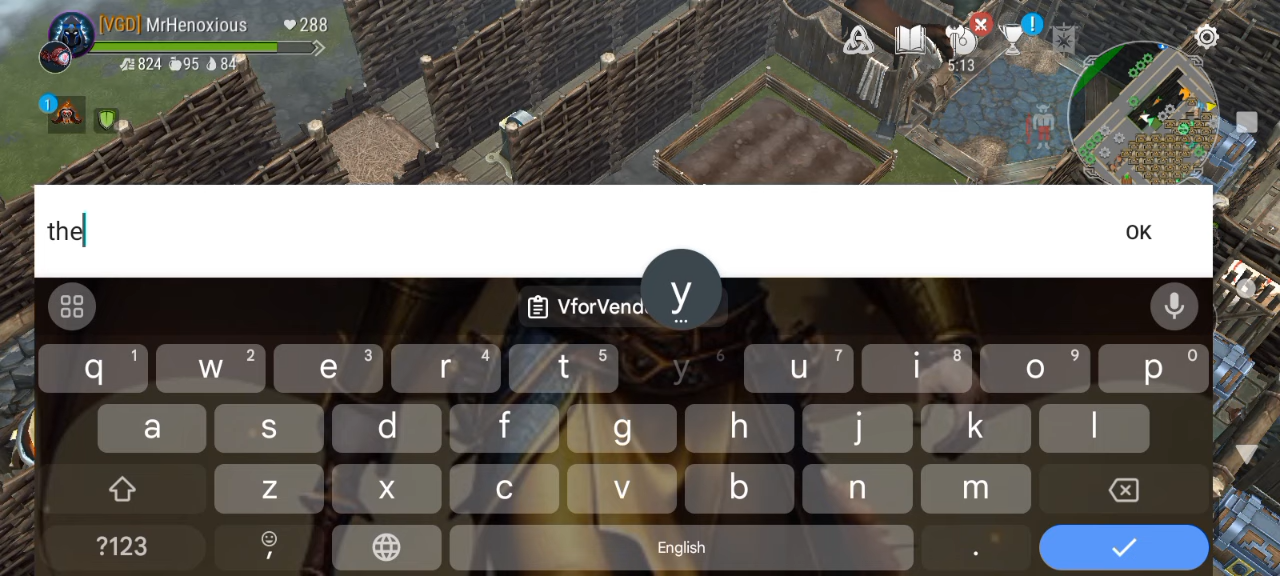 [VGD] MrHenoxious 288
824 95 84
5:13
1
the
OK
VforVend
y
q 1 w 2 e 3 r 4 t 5 y 6 u 7 i 8 o 9 p 0
a s d f g h j k l
z x c v b n m
?123 , English .